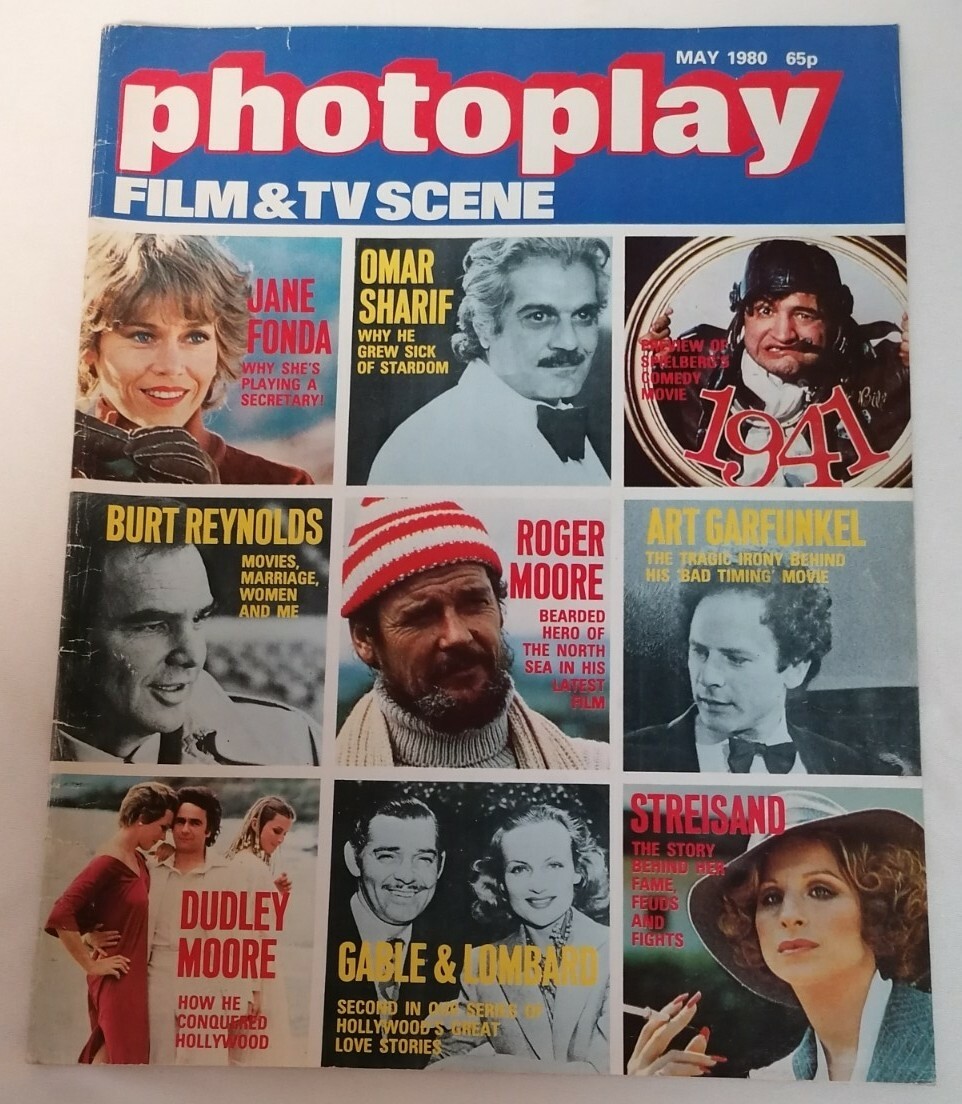 MAY 1980 65p
photoplay
FILM & TV SCENE
JANE
FONDA
WHY SHE'S
PLAYING A
SECRETARY!
OMAR
SHARIF
WHY HE
GREW SICK
OF STARDOM
PREVIEW OF
SPIELBERG'S
COMEDY
MOVIE
1941
BURT REYNOLDS
MOVIES,
MARRIAGE,
WOMEN
AND ME
ROGER
MOORE
BEARDED
HERO OF
THE NORTH
SEA IN HIS
LATEST
FILM
ART GARFUNKEL
THE TRAGIC IRONY BEHIND
HIS 'BAD TIMING' MOVIE
DUDLEY
MOORE
HOW HE
CONQUERED
HOLLYWOOD
GABLE & LOMBARD
SECOND IN OUR SERIES OF
HOLLYWOOD'S GREAT
LOVE STORIES
STREISAND
THE STORY
BEHIND HER
FAME,
FEUDS
AND
FIGHTS